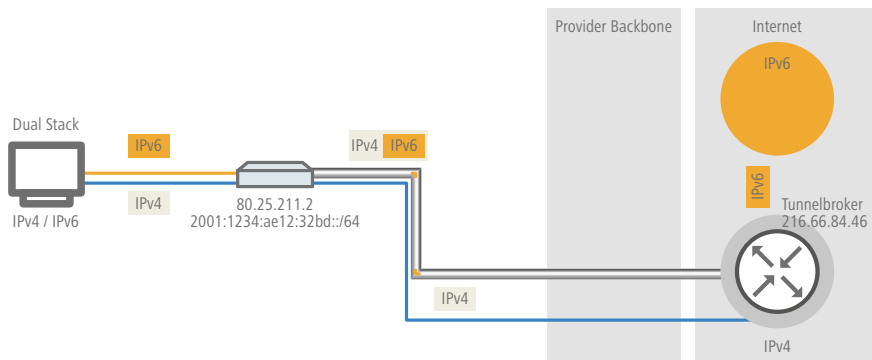 Provider Backbone
Internet
IPv6
Dual Stack
IPv6
IPv4 IPv6
IPv6
IPv4
80.25.211.2
2001:1234:ae12:32bd::/64
IPv4 / IPv6
Tunnelbroker
216.66.84.46
IPv4
IPv4